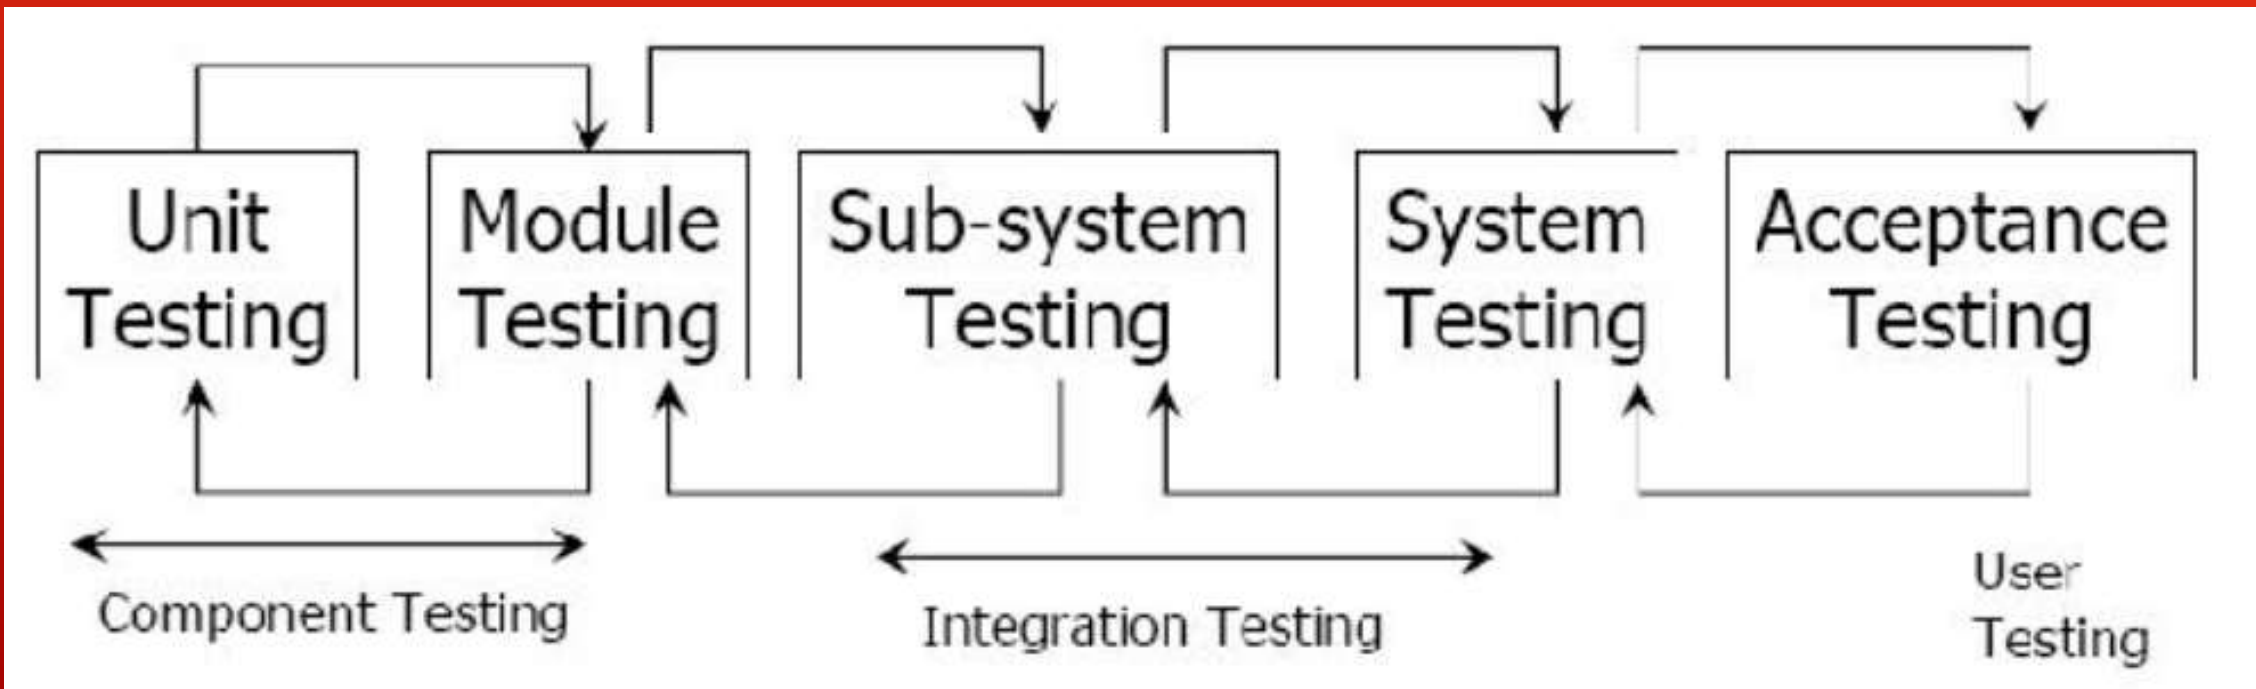 Unit
Testing
Module
Testing
Sub-system
Testing
System
Testing
Acceptance
Testing
Component Testing
Integration Testing
User
Testing